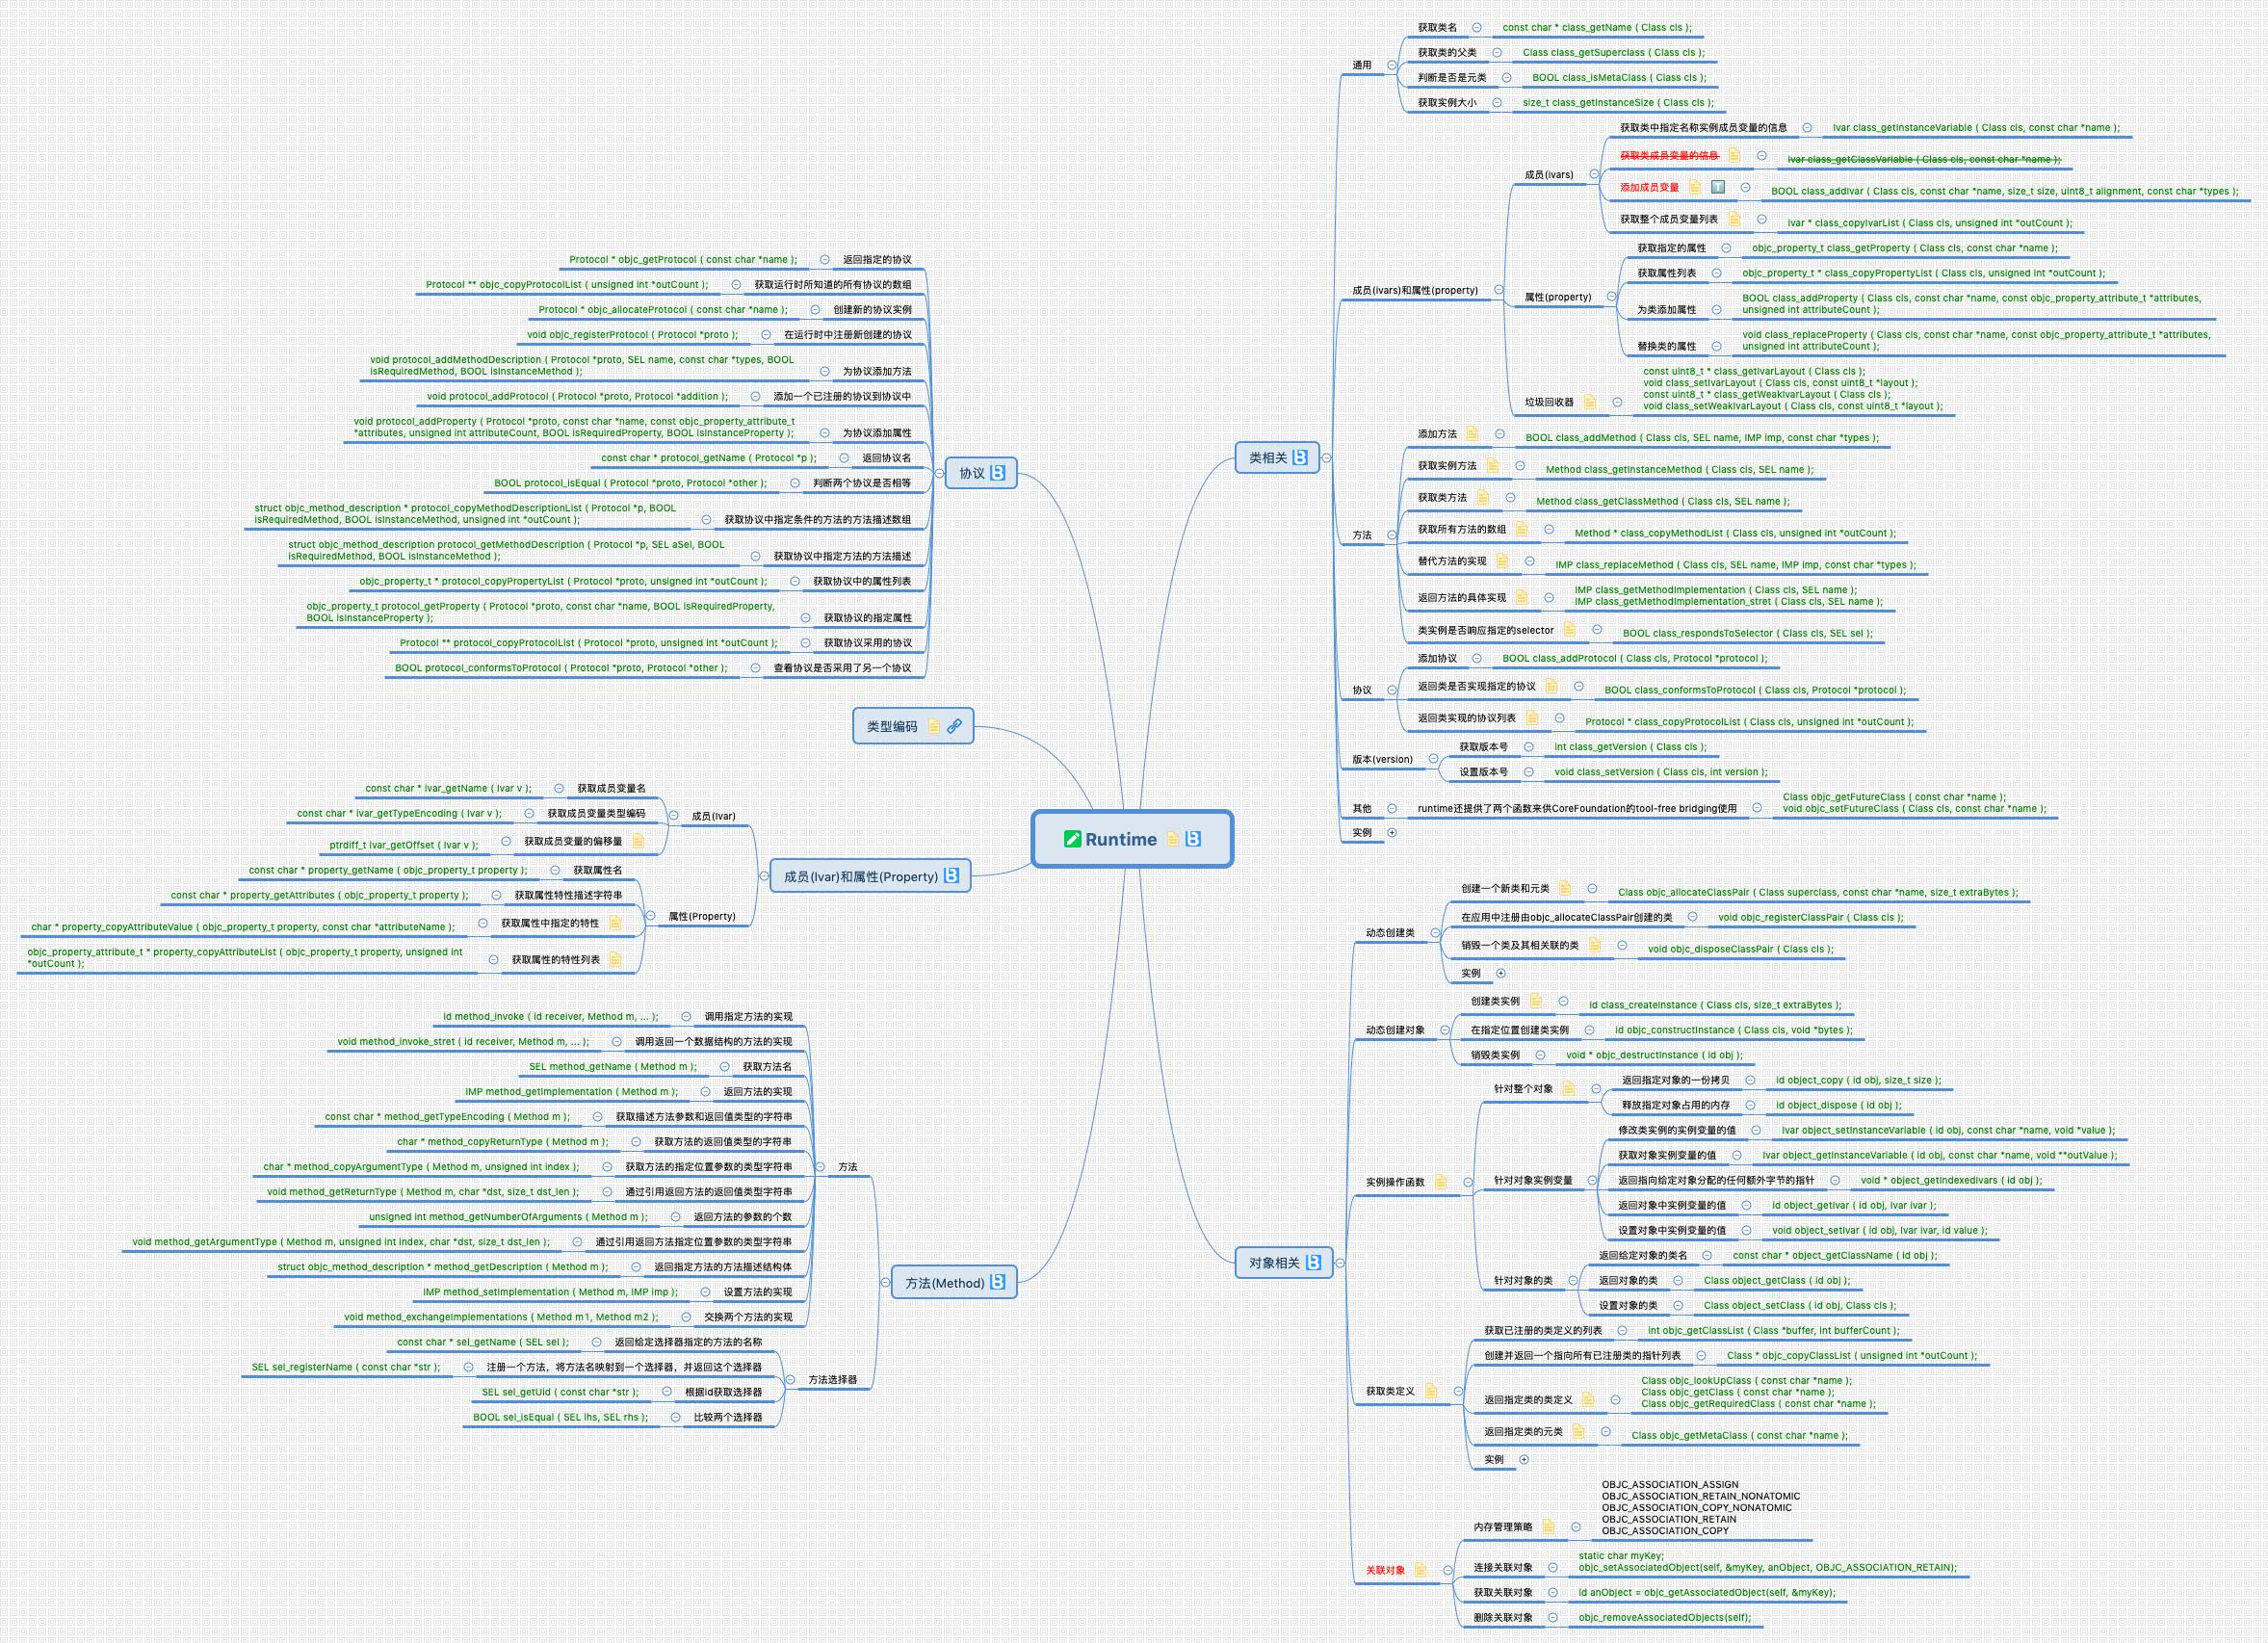 Runtime
类相关
通用
获取类名
const char * class_getName ( Class cls );
获取类的父类
Class class_getSuperclass ( Class cls );
判断是否是元类
BOOL class_isMetaClass ( Class cls );
获取实例大小
size_t class_getInstanceSize ( Class cls );
成员(ivars)和属性(property)
成员(ivars)
获取类中指定名称实例成员变量的信息
Ivar class_getInstanceVariable ( Class cls, const char *name );
获取类成员变量的信息
Ivar class_getClassVariable ( Class cls, const char *name );
添加成员变量
BOOL class_addIvar ( Class cls, const char *name, size_t size, uint8_t alignment, const char *types );
获取整个成员变量列表
Ivar * class_copyIvarList ( Class cls, unsigned int *outCount );
属性(property)
获取指定的属性
objc_property_t class_getProperty ( Class cls, const char *name );
获取属性列表
objc_property_t * class_copyPropertyList ( Class cls, unsigned int *outCount );
为类添加属性
BOOL class_addProperty ( Class cls, const char *name, const objc_property_attribute_t *attributes,
unsigned int attributeCount );
替换类的属性
void class_replaceProperty ( Class cls, const char *name, const objc_property_attribute_t *attributes,
unsigned int attributeCount );
垃圾回收器
const uint8_t * class_getIvarLayout ( Class cls );
void class_setIvarLayout ( Class cls, const uint8_t *layout );
const uint8_t * class_getWeakIvarLayout ( Class cls );
void class_setWeakIvarLayout ( Class cls, const uint8_t *layout );
方法
添加方法
BOOL class_addMethod ( Class cls, SEL name, IMP imp, const char *types );
获取实例方法
Method class_getInstanceMethod ( Class cls, SEL name );
获取类方法
Method class_getClassMethod ( Class cls, SEL name );
获取所有方法的数组
Method * class_copyMethodList ( Class cls, unsigned int *outCount );
替代方法的实现
IMP class_replaceMethod ( Class cls, SEL name, IMP imp, const char *types );
返回方法的具体实现
IMP class_getMethodImplementation ( Class cls, SEL name );
IMP class_getMethodImplementation_stret ( Class cls, SEL name );
类实例是否响应指定的selector
BOOL class_respondsToSelector ( Class cls, SEL sel );
协议
添加协议
BOOL class_addProtocol ( Class cls, Protocol *protocol );
返回类是否实现指定的协议
BOOL class_conformsToProtocol ( Class cls, Protocol *protocol );
返回类实现的协议列表
Protocol * class_copyProtocolList ( Class cls, unsigned int *outCount );
版本(version)
获取版本号
int class_getVersion ( Class cls );
设置版本号
void class_setVersion ( Class cls, int version );
其他
runtime还提供了两个函数来供CoreFoundation的tool-free bridging使用
Class objc_getFutureClass ( const char *name );
void objc_setFutureClass ( Class cls, const char *name );
实例
对象相关
动态创建类
创建一个新类和元类
Class objc_allocateClassPair ( Class superclass, const char *name, size_t extraBytes );
在应用中注册由objc_allocateClassPair创建的类
void objc_registerClassPair ( Class cls );
销毁一个类及其相关联的类
void objc_disposeClassPair ( Class cls );
实例
动态创建对象
创建类实例
id class_createInstance ( Class cls, size_t extraBytes );
在指定位置创建类实例
id objc_constructInstance ( Class cls, void *bytes );
销毁类实例
void * objc_destructInstance ( id obj );
实例操作函数
针对整个对象
返回指定对象的一份拷贝
id object_copy ( id obj, size_t size );
释放指定对象占用的内存
id object_dispose ( id obj );
针对对象实例变量
修改类实例的实例变量的值
Ivar object_setInstanceVariable ( id obj, const char *name, void *value );
获取对象实例变量的值
Ivar object_getInstanceVariable ( id obj, const char *name, void **outValue );
返回指向给定对象分配的任何额外字节的指针
void * object_getIndexedIvars ( id obj );
返回对象中实例变量的值
id object_getIvar ( id obj, Ivar ivar );
设置对象中实例变量的值
void object_setIvar ( id obj, Ivar ivar, id value );
针对对象的类
返回给定对象的类名
const char * object_getClassName ( id obj );
返回对象的类
Class object_getClass ( id obj );
设置对象的类
Class object_setClass ( id obj, Class cls );
获取类定义
获取已注册的类定义的列表
int objc_getClassList ( Class *buffer, int bufferCount );
创建并返回一个指向所有已注册类的指针列表
Class * objc_copyClassList ( unsigned int *outCount );
返回指定类的类定义
Class objc_lookUpClass ( const char *name );
Class objc_getClass ( const char *name );
Class objc_getRequiredClass ( const char *name );
返回指定类的元类
Class objc_getMetaClass ( const char *name );
实例
关联对象
内存管理策略
OBJC_ASSOCIATION_ASSIGN
OBJC_ASSOCIATION_RETAIN_NONATOMIC
OBJC_ASSOCIATION_COPY_NONATOMIC
OBJC_ASSOCIATION_RETAIN
OBJC_ASSOCIATION_COPY
连接关联对象
static char myKey;
objc_setAssociatedObject(self, &myKey, anObject, OBJC_ASSOCIATION_RETAIN);
获取关联对象
id anObject = objc_getAssociatedObject(self, &myKey);
删除关联对象
objc_removeAssociatedObjects(self);
协议
返回指定的协议
Protocol * objc_getProtocol ( const char *name );
获取运行时所知道的所有协议的数组
Protocol ** objc_copyProtocolList ( unsigned int *outCount );
创建新的协议实例
Protocol * objc_allocateProtocol ( const char *name );
在运行时中注册新创建的协议
void objc_registerProtocol ( Protocol *proto );
为协议添加方法
void protocol_addMethodDescription ( Protocol *proto, SEL name, const char *types, BOOL
isRequiredMethod, BOOL isInstanceMethod );
添加一个已注册的协议到协议中
void protocol_addProtocol ( Protocol *proto, Protocol *addition );
为协议添加属性
void protocol_addProperty ( Protocol *proto, const char *name, const objc_property_attribute_t
*attributes, unsigned int attributeCount, BOOL isRequiredProperty, BOOL isInstanceProperty );
返回协议名
const char * protocol_getName ( Protocol *p );
判断两个协议是否相等
BOOL protocol_isEqual ( Protocol *proto, Protocol *other );
获取协议中指定条件的方法的方法描述数组
struct objc_method_description * protocol_copyMethodDescriptionList ( Protocol *p, BOOL
isRequiredMethod, BOOL isInstanceMethod, unsigned int *outCount );
获取协议中指定方法的方法描述
struct objc_method_description protocol_getMethodDescription ( Protocol *p, SEL aSel, BOOL
isRequiredMethod, BOOL isInstanceMethod );
获取协议中的属性列表
objc_property_t * protocol_copyPropertyList ( Protocol *proto, unsigned int *outCount );
获取协议的指定属性
objc_property_t protocol_getProperty ( Protocol *proto, const char *name, BOOL isRequiredProperty,
BOOL isInstanceProperty );
获取协议采用的协议
Protocol ** protocol_copyProtocolList ( Protocol *proto, unsigned int *outCount );
查看协议是否采用了另一个协议
BOOL protocol_conformsToProtocol ( Protocol *proto, Protocol *other );
类型编码
成员(Ivar)和属性(Property)
成员(Ivar)
获取成员变量名
const char * ivar_getName ( Ivar v );
获取成员变量类型编码
const char * ivar_getTypeEncoding ( Ivar v );
获取成员变量的偏移量
ptrdiff_t ivar_getOffset ( Ivar v );
属性(Property)
获取属性名
const char * property_getName ( objc_property_t property );
获取属性特性描述字符串
const char * property_getAttributes ( objc_property_t property );
获取属性中指定的特性
char * property_copyAttributeValue ( objc_property_t property, const char *attributeName );
获取属性的特性列表
objc_property_attribute_t * property_copyAttributeList ( objc_property_t property, unsigned int
*outCount );
方法(Method)
方法
调用指定方法的实现
id method_invoke ( id receiver, Method m, ... );
调用返回一个数据结构的方法的实现
void method_invoke_stret ( id receiver, Method m, ... );
获取方法名
SEL method_getName ( Method m );
返回方法的实现
IMP method_getImplementation ( Method m );
获取描述方法参数和返回值类型的字符串
const char * method_getTypeEncoding ( Method m );
获取方法的返回值类型的字符串
char * method_copyReturnType ( Method m );
获取方法的指定位置参数的类型字符串
char * method_copyArgumentType ( Method m, unsigned int index );
通过引用返回方法的返回值类型字符串
void method_getReturnType ( Method m, char *dst, size_t dst_len );
返回方法的参数的个数
unsigned int method_getNumberOfArguments ( Method m );
通过引用返回方法指定位置参数的类型字符串
void method_getArgumentType ( Method m, unsigned int index, char *dst, size_t dst_len );
返回指定方法的方法描述结构体
struct objc_method_description * method_getDescription ( Method m );
设置方法的实现
IMP method_setImplementation ( Method m, IMP imp );
交换两个方法的实现
void method_exchangeImplementations ( Method m1, Method m2 );
方法选择器
返回给定选择器指定的方法的名称
const char * sel_getName ( SEL sel );
注册一个方法，将方法名映射到一个选择器，并返回这个选择器
SEL sel_registerName ( const char *str );
根据id获取选择器
SEL sel_getUid ( const char *str );
比较两个选择器
BOOL sel_isEqual ( SEL lhs, SEL rhs );